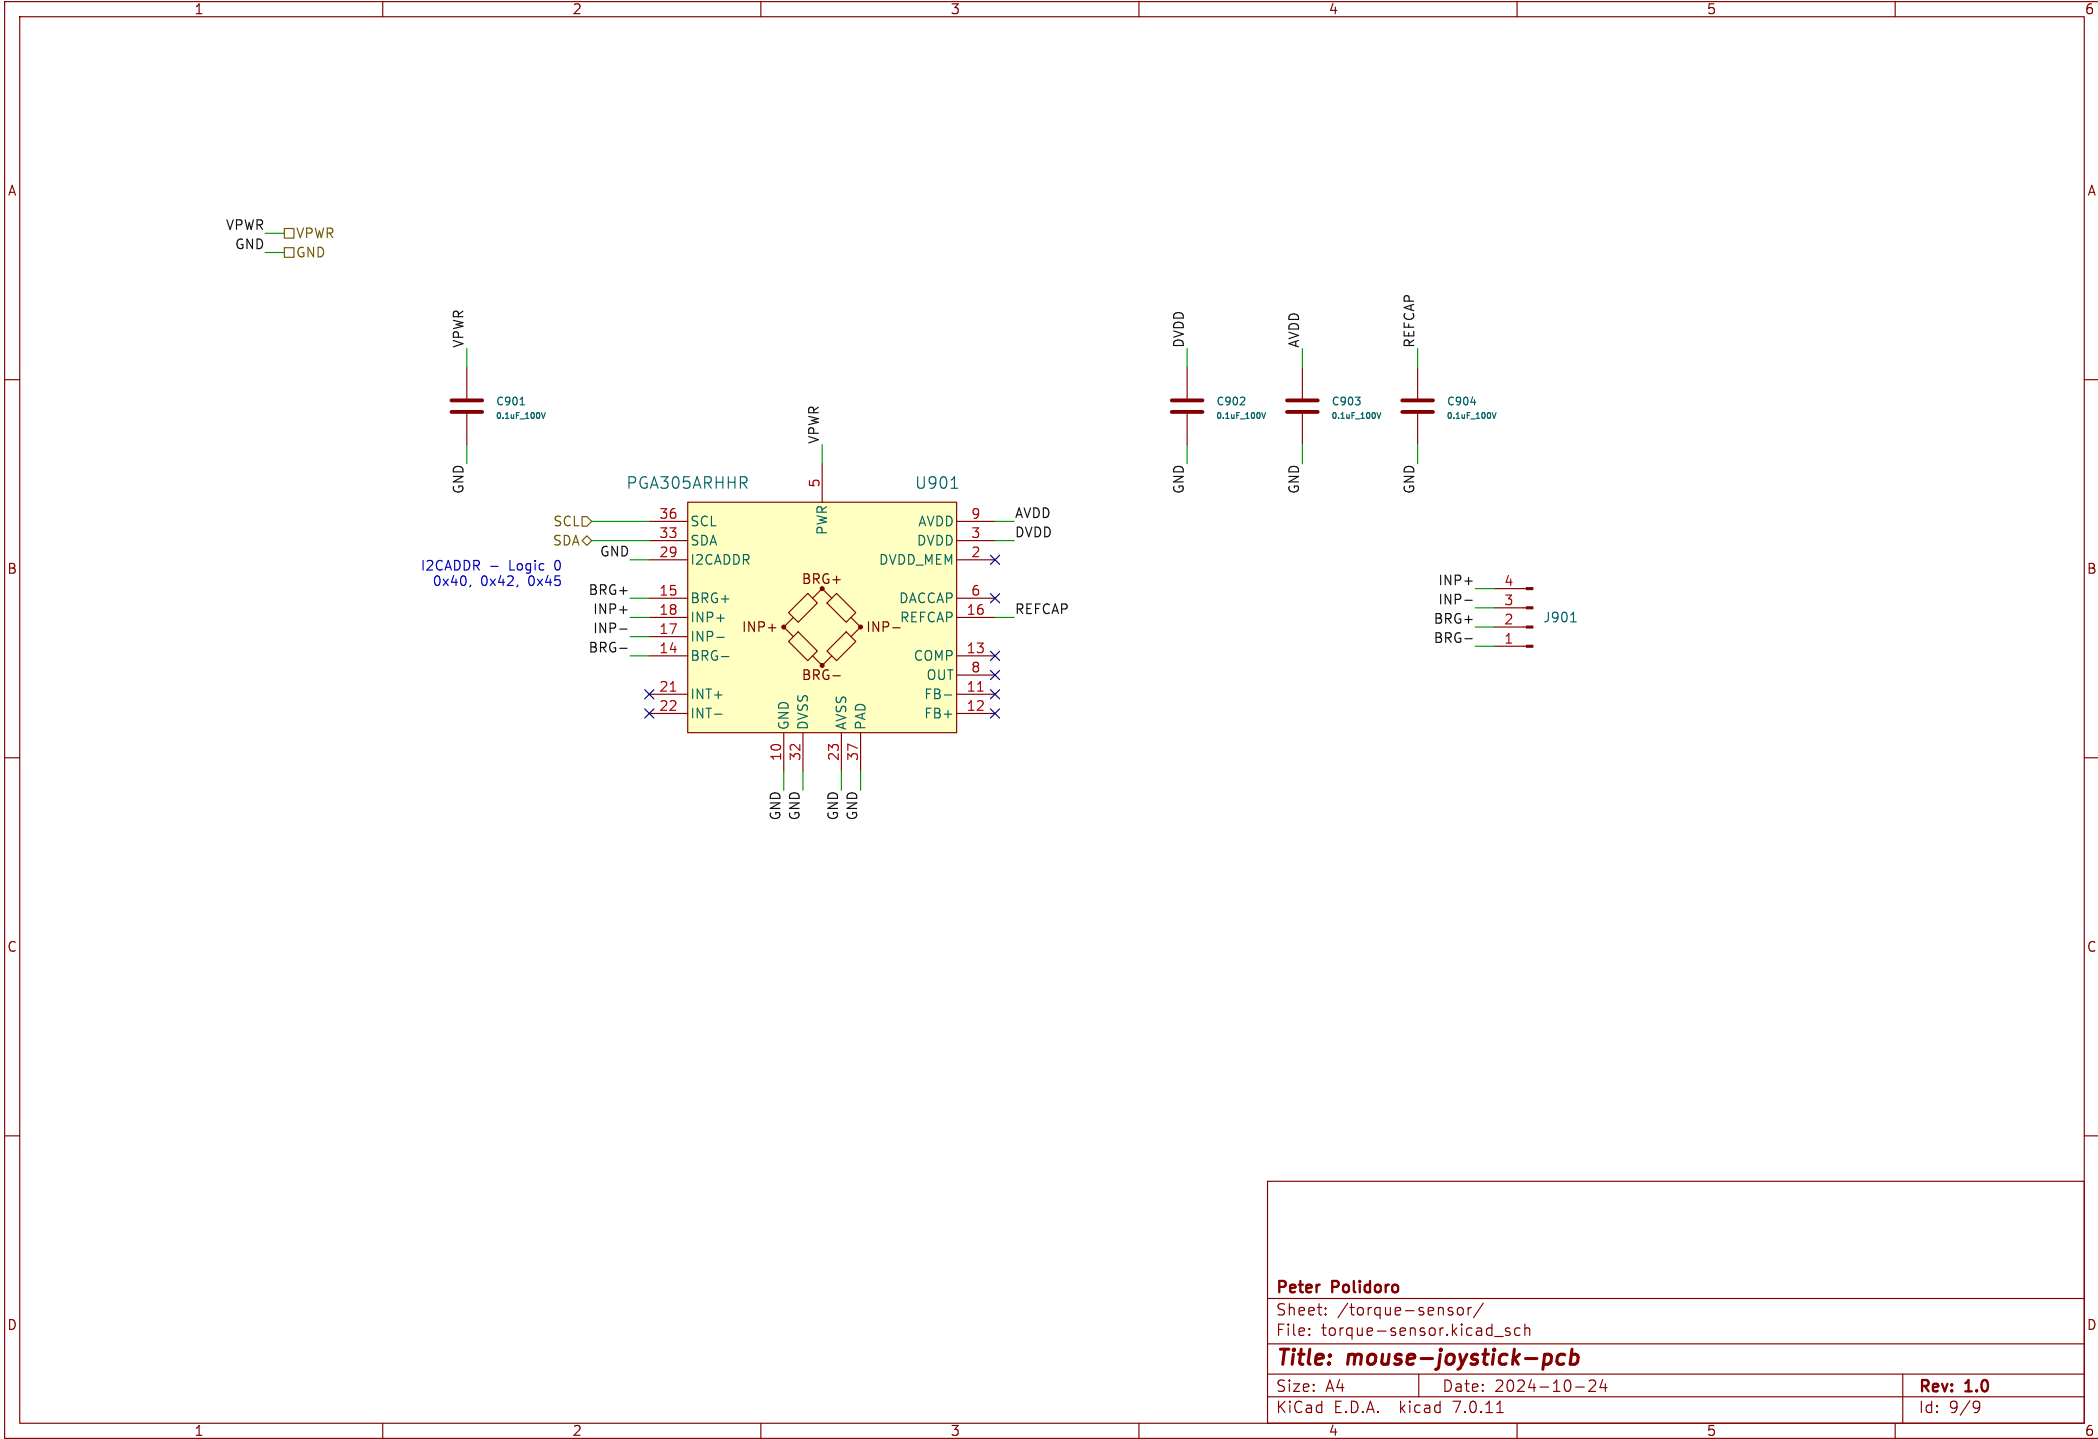 1 2 3 4 5 6
A A
VPWR VPWR
GND GND
VPWR
C901
0.1uF_100V
GND
DVDD
C902
0.1uF_100V
GND
AVDD
C903
0.1uF_100V
GND
REFCAP
C904
0.1uF_100V
GND
VPWR
5
PWR
PGA305ARHHR U901
SCL 36 SCL
SDA 33 SDA
GND 29 I2CADDR
I2CADDR - Logic 0
0x40, 0x42, 0x45
BRG+ 15 BRG+
INP+ 18 INP+
INP- 17 INP-
BRG- 14 BRG-
21 INT+
22 INT-
BRG+
INP+ INP-
BRG-
AVDD 9 AVDD
DVDD 3 DVDD
DVDD_MEM 2
DACCAP 6
REFCAP 16 REFCAP
COMP 13
OUT 8
FB- 11
FB+ 12
GND DVSS AVSS PAD
10 32 23 37
GND GND GND GND
B B
INP+ 4
INP- 3
BRG+ 2
BRG- 1
J901
C C
D D
Peter Polidoro
Sheet: /torque-sensor/
File: torque-sensor.kicad_sch
Title: mouse-joystick-pcb
Size: A4 Date: 2024-10-24 Rev: 1.0
KiCad E.D.A. kicad 7.0.11 Id: 9/9
1 2 3 4 5 6